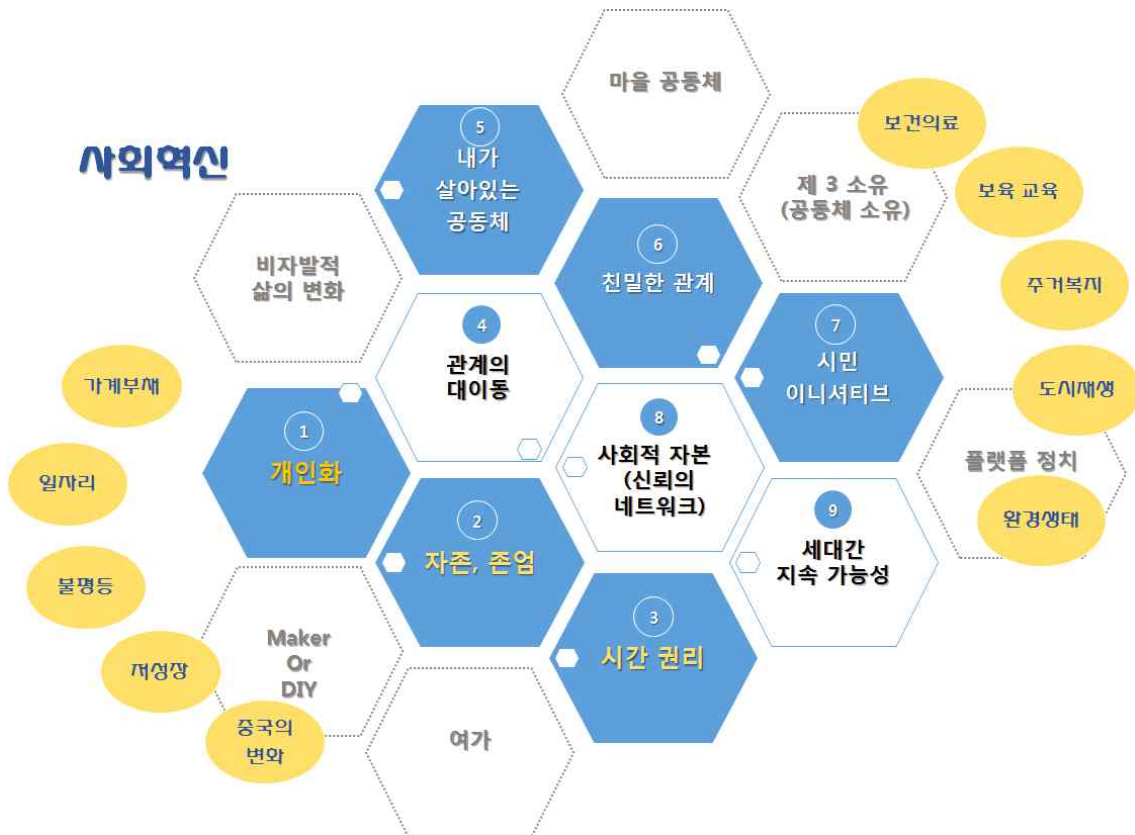 사회혁신
마을 공동체
5
내가
살아있는
공동체
제 3 소유
(공동체 소유)
보건의료
보육 교육
주거복지
비자발적
삶의 변화
6
친밀한 관계
4
관계의
대이동
7
시민
이니셔티브
도시재생
플랫폼 정치
환경생태
가계부채
일자리
불평등
저성장
중국의
변화
1
개인화
8
사회적 자본
(신뢰의
네트워크)
2
자존, 존엄
9
세대간
지속 가능성
3
시간 권리
Maker
Or
DIY
여가